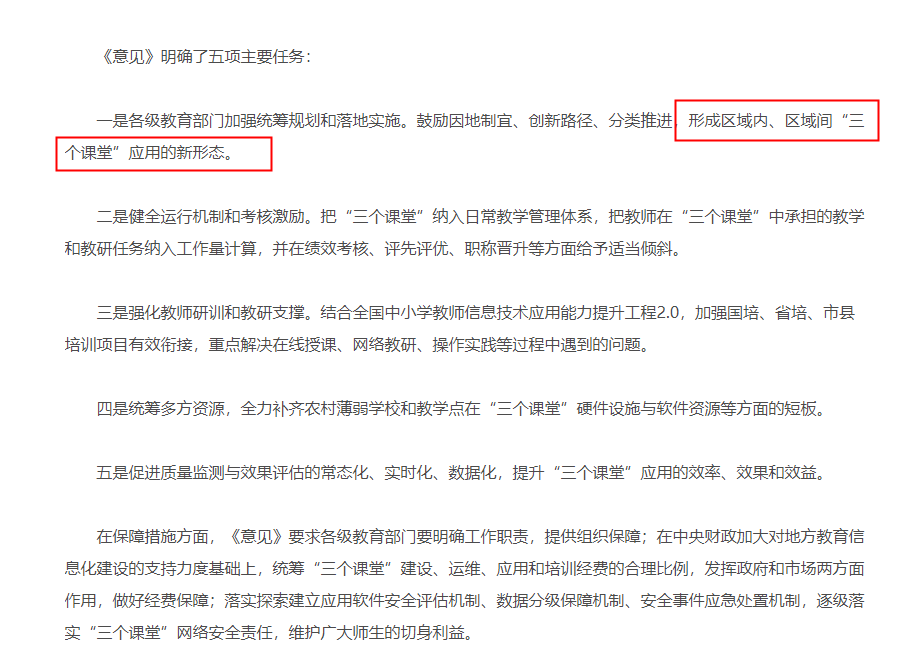 《意见》明确了五项主要任务：
一是各级教育部门加强统筹规划和落地实施。鼓励因地制宜、创新路径、分类推进，形成区域内、区域间“三
个课堂”应用的新形态。
二是健全运行机制和考核激励。把“三个课堂”纳入日常教学管理体系，把教师在“三个课堂”中承担的教学
和教研任务纳入工作量计算，并在绩效考核、评先评优、职称晋升等方面给予适当倾斜。
三是强化教师研训和教研支撑。结合全国中小学教师信息技术应用能力提升工程2.0，加强国培、省培、市县
培训项目有效衔接，重点解决在线授课、网络教研、操作实践等过程中遇到的问题。
四是统筹多方资源，全力补齐农村薄弱学校和教学点在“三个课堂”硬件设施与软件资源等方面的短板。
五是促进质量监测与效果评估的常态化、实时化、数据化，提升“三个课堂”应用的效率、效果和效益。
在保障措施方面，《意见》要求各级教育部门要明确工作职责，提供组织保障；在中央财政加大对地方教育信
息化建设的支持力度基础上，统筹“三个课堂”建设、运维、应用和培训经费的合理比例，发挥政府和市场两方面
作用，做好经费保障；落实探索建立应用软件安全评估机制、数据分级保障机制、安全事件应急处置机制，逐级落
实“三个课堂”网络安全责任，维护广大师生的切身利益。